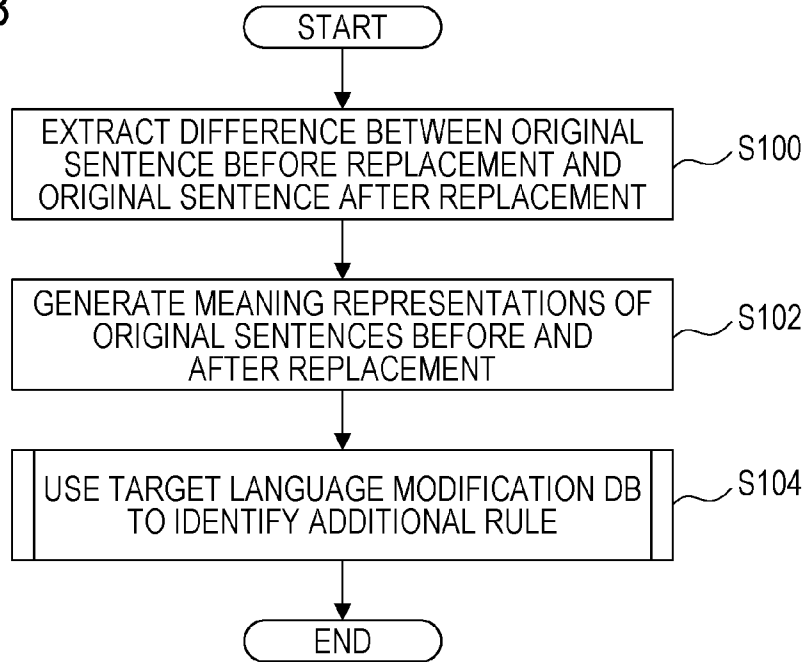 START
EXTRACT DIFFERENCE BETWEEN ORIGINAL
SENTENCE BEFORE REPLACEMENT AND
ORIGINAL SENTENCE AFTER REPLACEMENT
S100
GENERATE MEANING REPRESENTATIONS OF
ORIGINAL SENTENCES BEFORE AND
AFTER REPLACEMENT
S102
USE TARGET LANGUAGE MODIFICATION DB
TO IDENTIFY ADDITIONAL RULE
S104
END